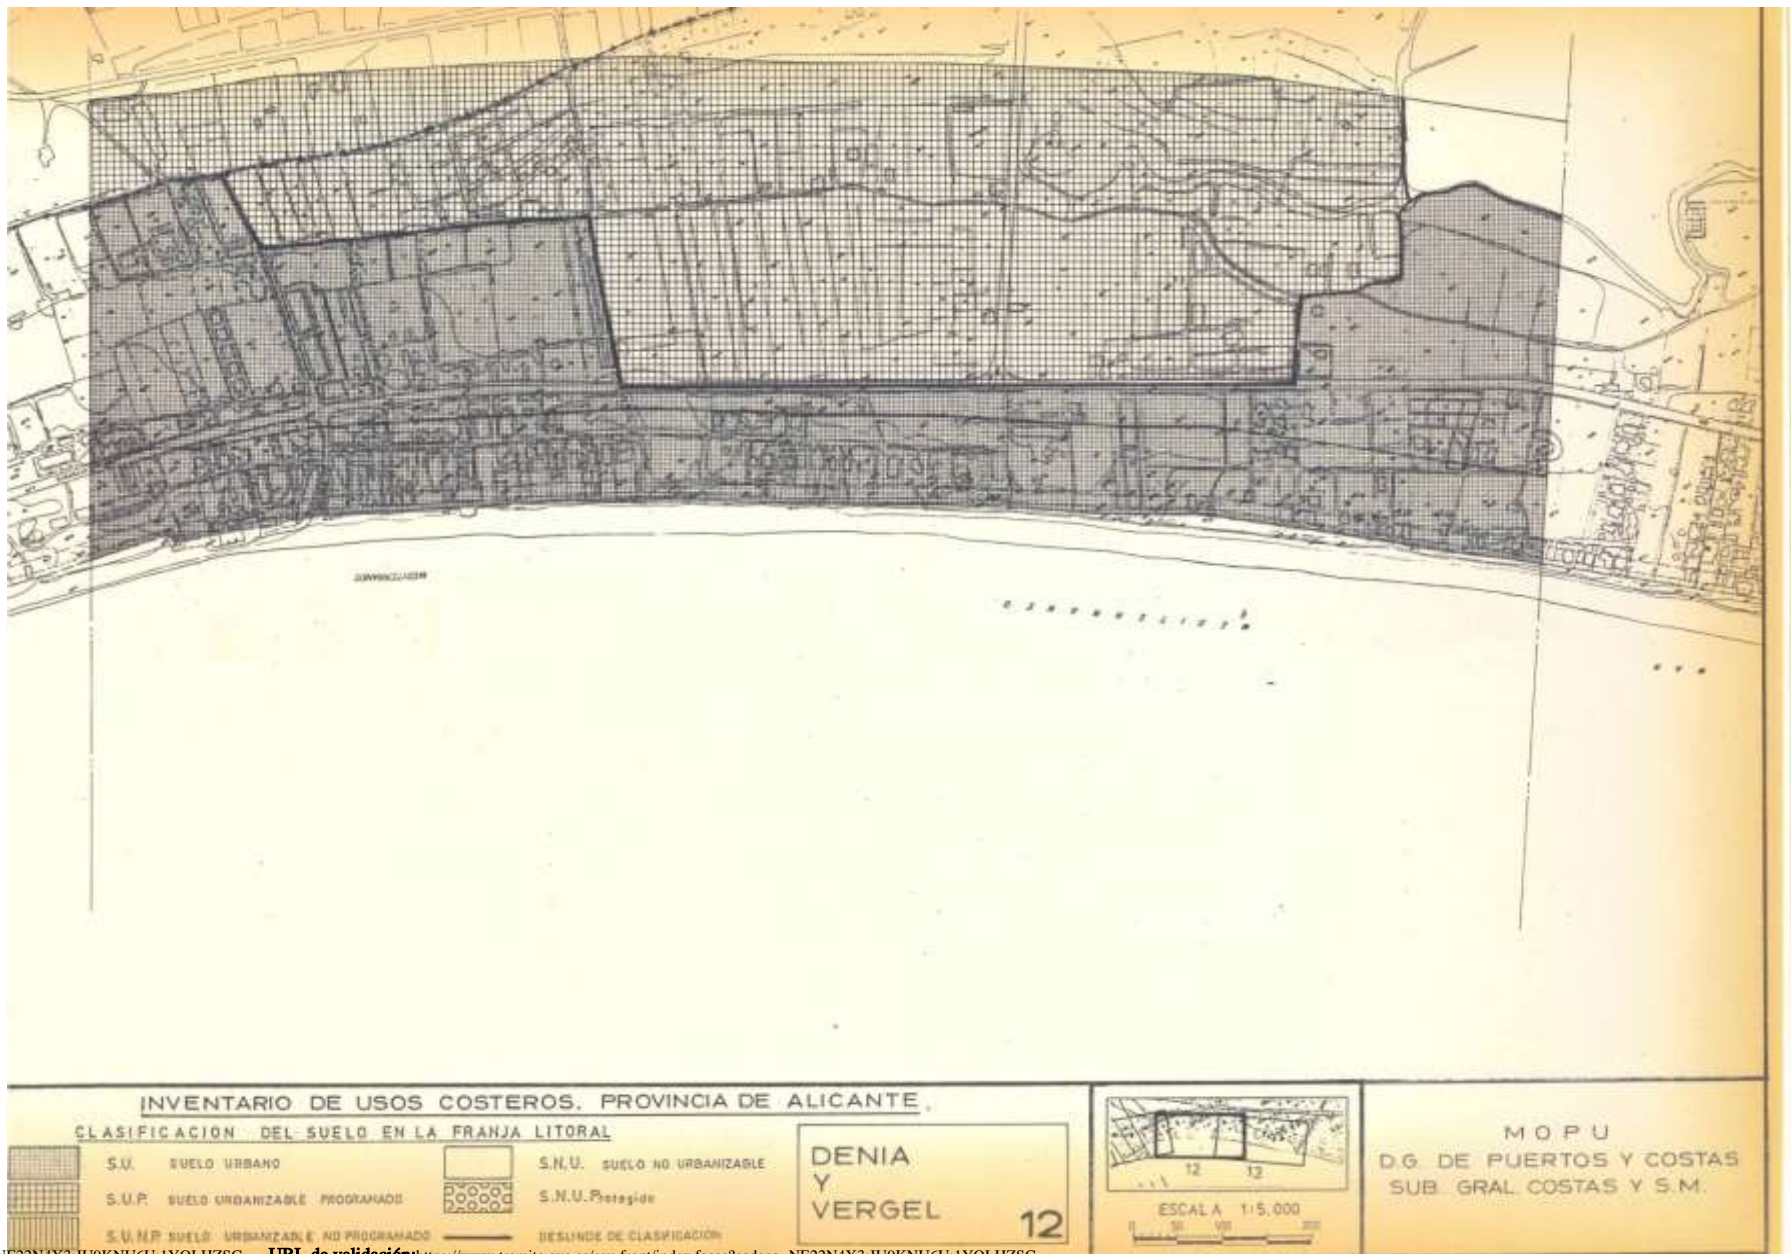 MEDITERRANEO
INVENTARIO DE USOS COSTEROS. PROVINCIA DE ALICANTE.
CLASIFICACION DEL SUELO EN LA FRANJA LITORAL
S.U. SUELO URBANO
S.U.P. SUELO URBANIZABLE PROGRAMADO
S.U.N.P. SUELO URBANIZABLE NO PROGRAMADO
S.N.U. SUELO NO URBANIZABLE
S.N.U. Protegido
DESLINDE DE CLASIFICACION
DENIA
Y
VERGEL
12
12 12
ESCALA 1:5.000
MOPU
D.G. DE PUERTOS Y COSTAS
SUB. GRAL. COSTAS Y S.M.
URL de validación: